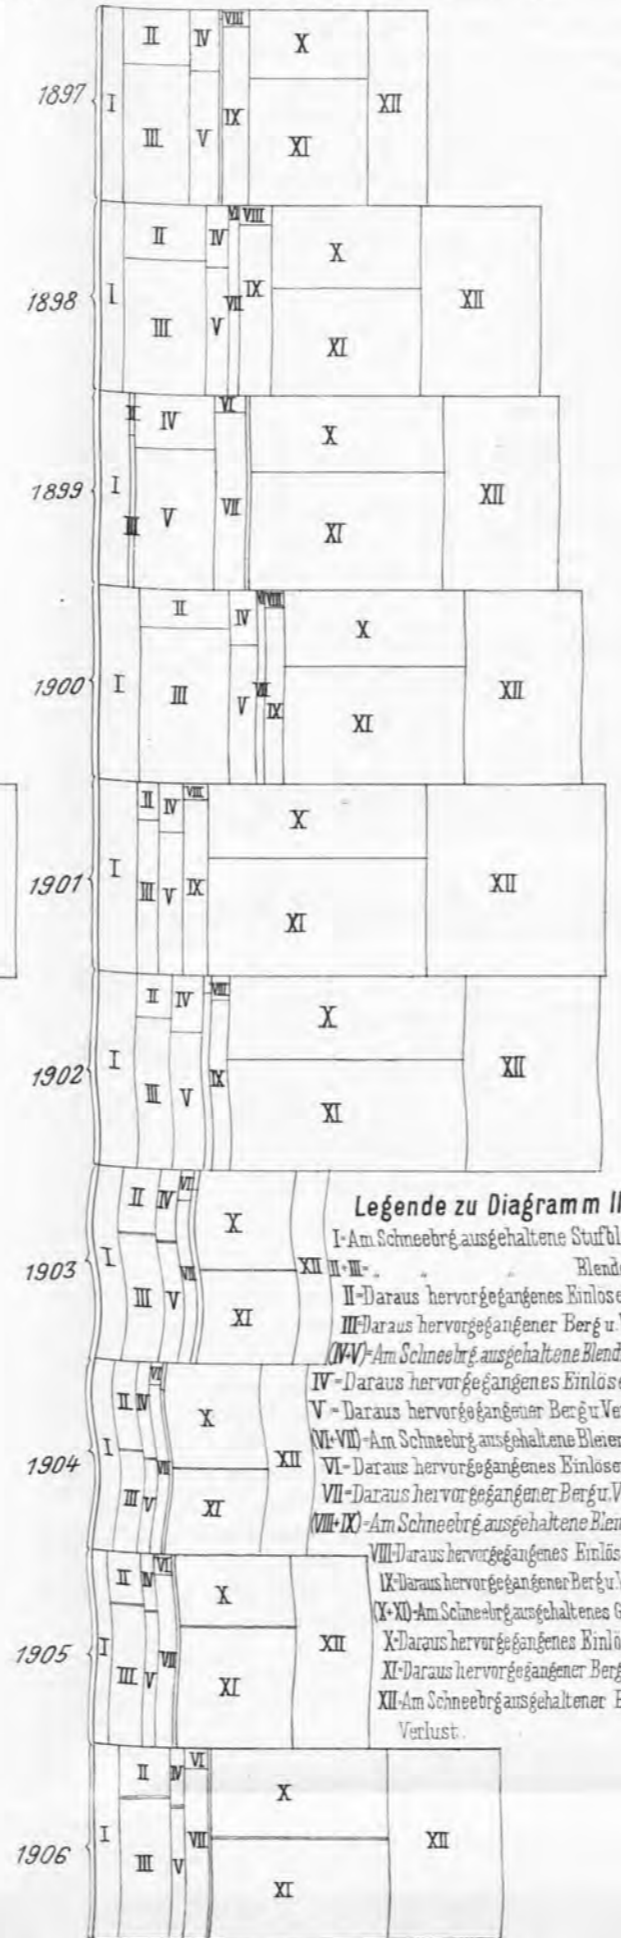 1897
I
II
III
IV
V
VIII
IX
X
XI
XII
1898
I
II
III
IV
V
VI
VII
VIII
IX
X
XI
XII
1899
I
II
III
IV
V
VI
VII
X
XI
XII
1900
I
II
III
IV
V
VII
VIII
IX
X
XI
XII
1901
I
II
III
IV
V
VIII
IX
X
XI
XII
1902
I
II
III
IV
V
VIII
IX
X
XI
XII
1903
I
II
III
IV
V
VI
VII
X
XI
XII
1904
I
II
III
IV
V
VI
VII
X
XI
XII
1905
I
II
III
IV
V
VI
VII
X
XI
XII
1906
I
II
III
IV
V
VI
VII
X
XI
XII
Legende zu Diagramm II
I=Am Schneebrg.ausgehaltene Stufbl
II+III= " " Blende
II=Daraus hervorgegangenes Einlöse
III=Daraus hervorgegangener Berg u.V
(IV+V)=Am Schneebrg.ausgehaltene Blend
IV=Daraus hervorgegangenes Einlöse
V=Daraus hervorgegangener Berg u.Ver
(VI+VII)=Am Schneebrg.ausgehaltene Bleier
VI=Daraus hervorgegangenes Einlöser
VII=Daraus hervorgegangener Berg u.V
(VIII+IX)=Am Schneebrg.ausgehaltene Blen
VIII=Daraus hervorgegangenes Einlös
IX=Daraus hervorgegangener Berg u.V
(X+XI)=Am Schneebrg ausgehaltenes G
X=Daraus hervorgegangenes Einlö
XI=Daraus hervorgegangener Berg
XII=Am Schneebrg ausgehaltener B
Verlust.